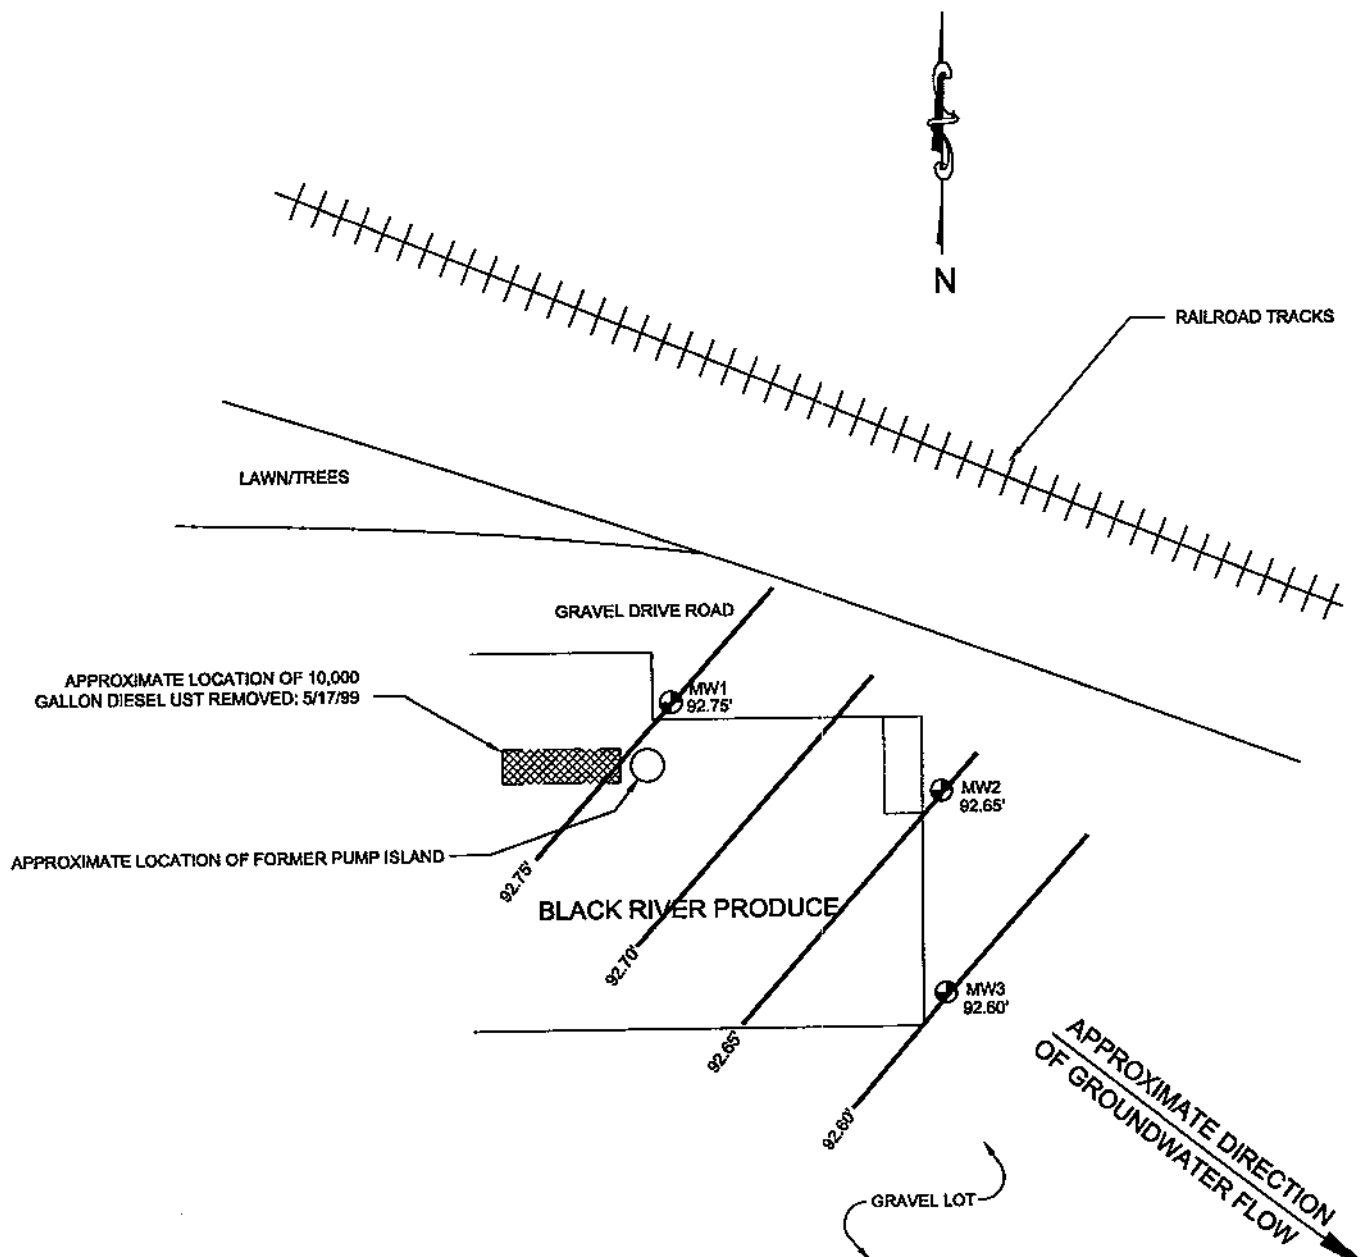 N
RAILROAD TRACKS
LAWN/TREES
GRAVEL DRIVE ROAD
APPROXIMATE LOCATION OF 10,000
GALLON DIESEL UST REMOVED: 5/17/99
MW1
92.75'
MW2
92.65'
APPROXIMATE LOCATION OF FORMER PUMP ISLAND
92.75'
BLACK RIVER PRODUCE
92.70'
MW3
92.60'
92.65'
92.60'
APPROXIMATE DIRECTION
OF GROUNDWATER FLOW
GRAVEL LOT